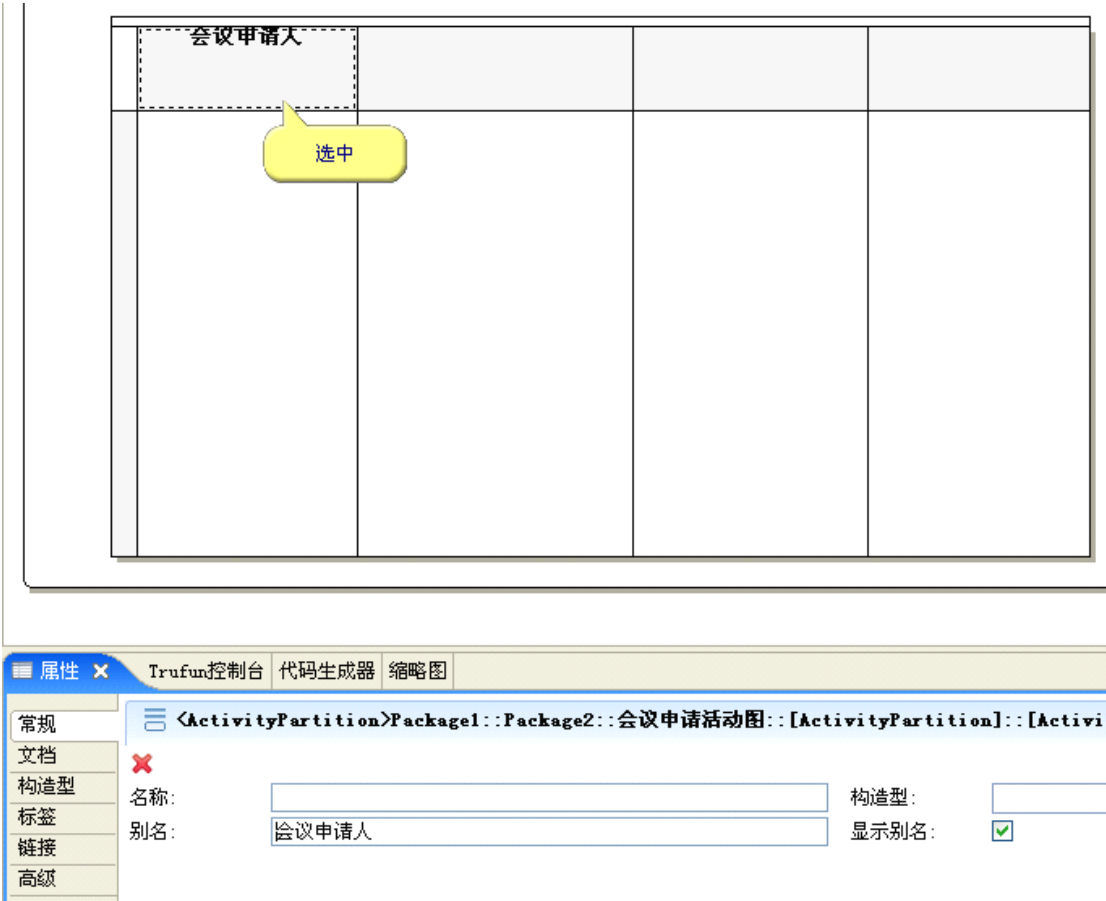 会议申请人
选中
属性 Trufun控制台 代码生成器 缩略图
常规
<ActivityPartition>Package1::Package2::会议申请活动图::[ActivityPartition]::[Activi
文档
构造型
标签
链接
高级
名称: 构造型:
别名: 会议申请人 显示别名: